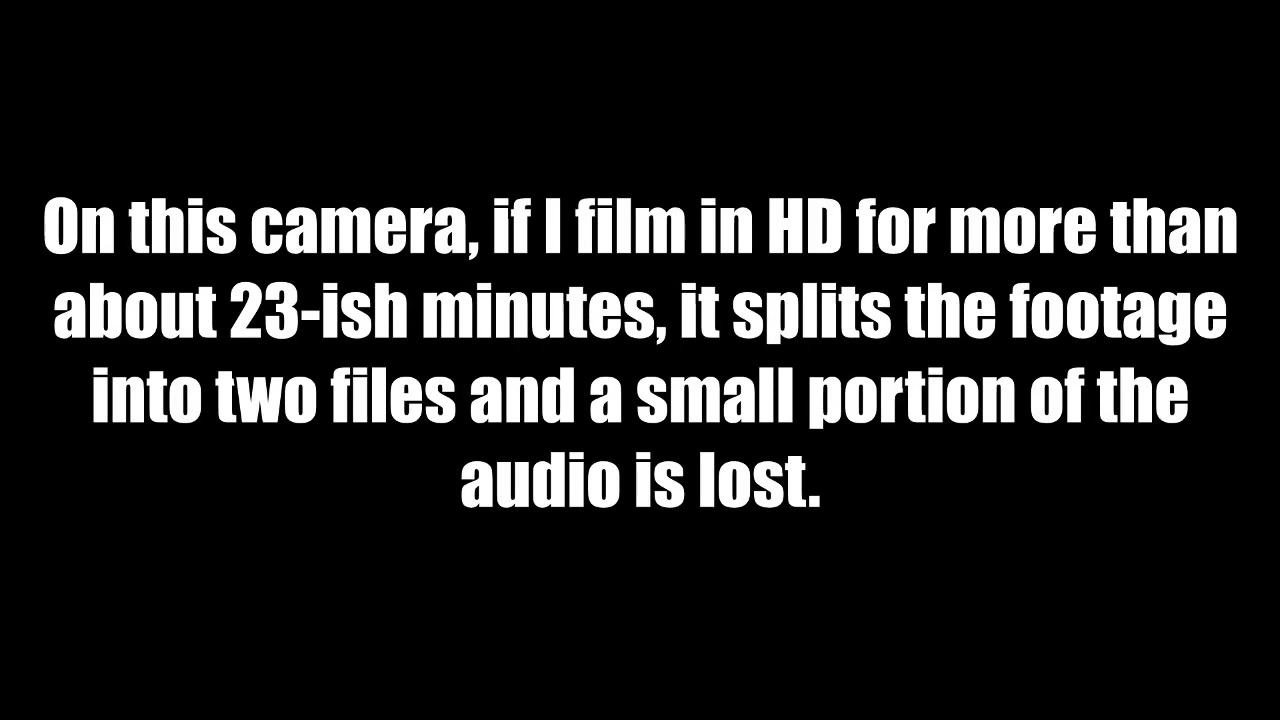 On this camera, if I film in HD for more than
about 23-ish minutes, it splits the footage
into two files and a small portion of the
audio is lost.